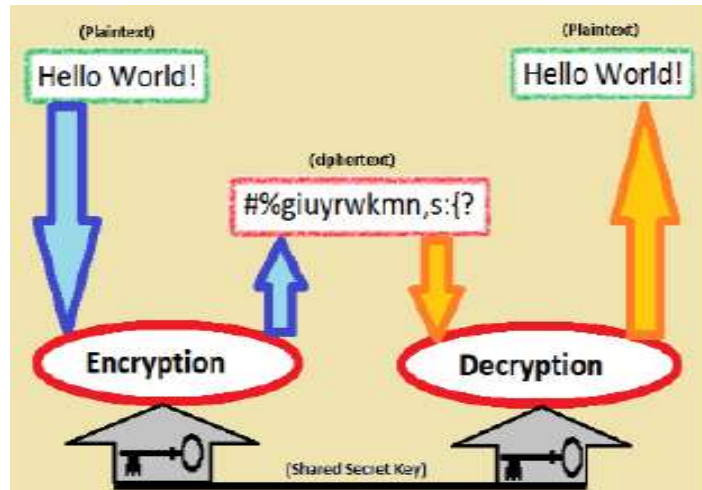 (Plaintext)
Hello World!
(Plaintext)
Hello World!
(ciphertext)
#%giuyrwkmn,s:{?
Encryption
Decryption
(Shared Secret Key)